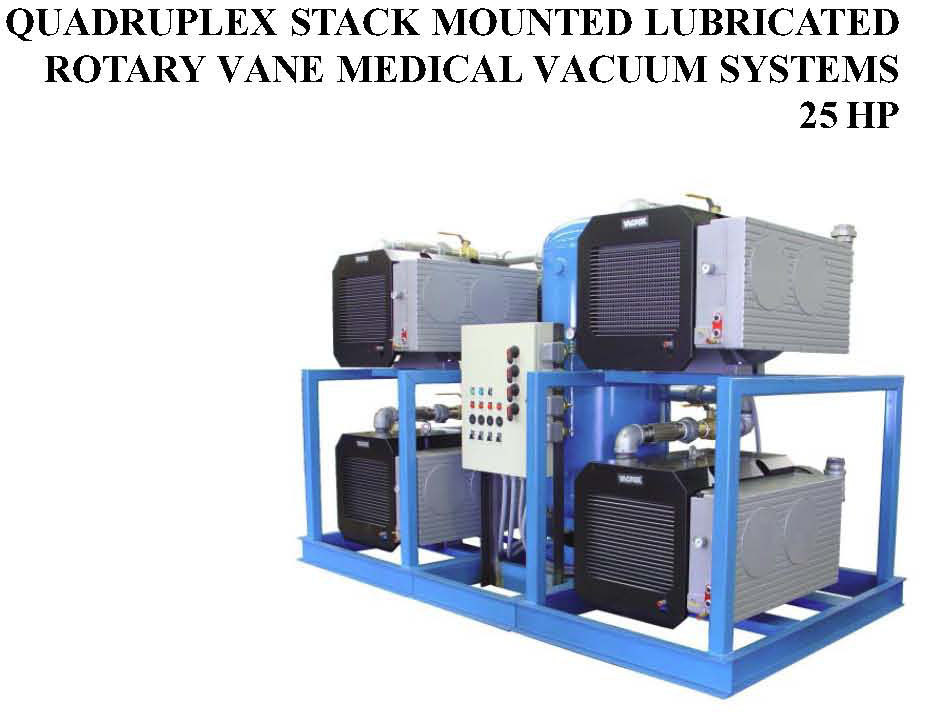 QUADRUPLEX STACK MOUNTED LUBRICATED
ROTARY VANE MEDICAL VACUUM SYSTEMS
25 HP